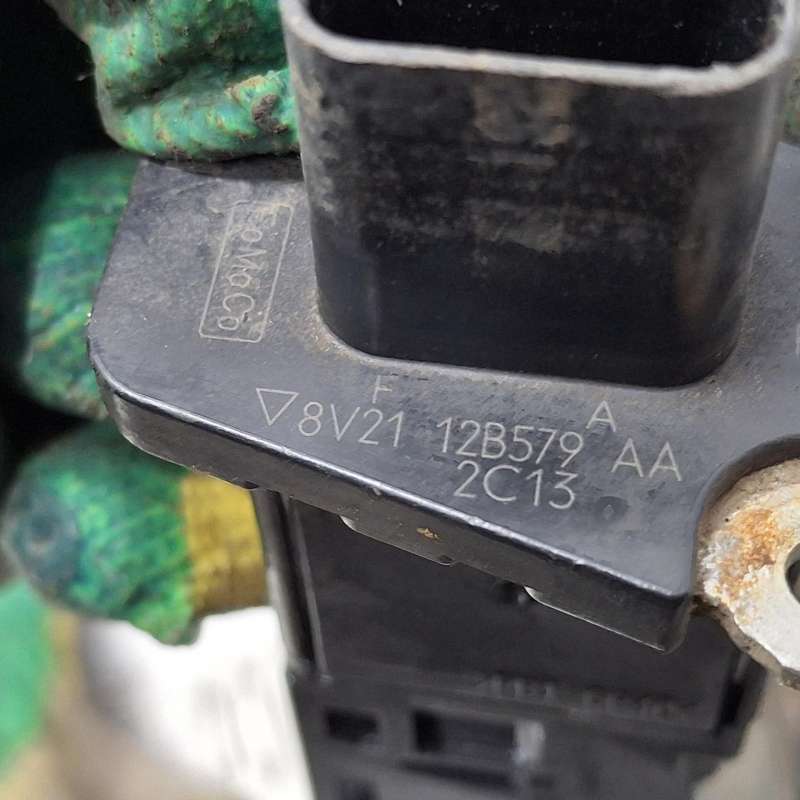 FoMoCo
F A
▽8V21 12B579 AA
2C13